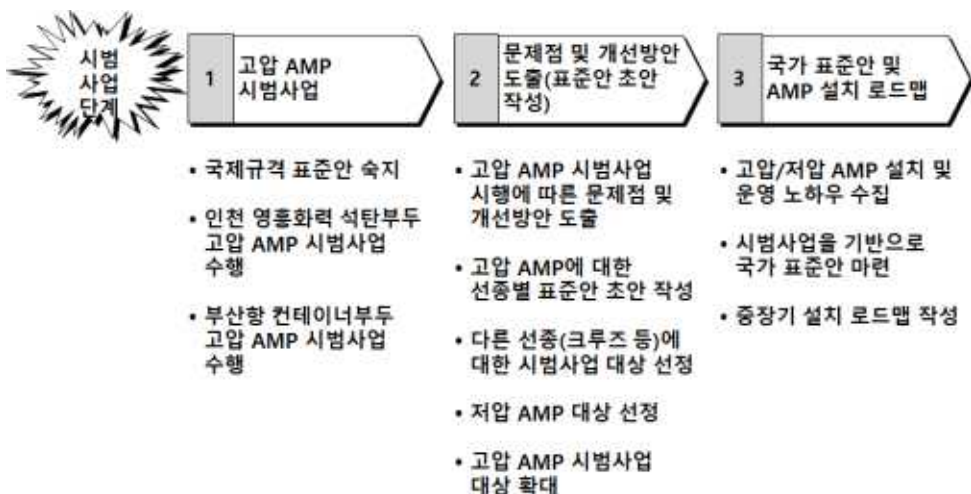 시범
사업
단계
1
고압 AMP
시범사업
• 국제규격 표준안 숙지
• 인천 영흥화력 석탄부두
고압 AMP 시범사업
수행
• 부산항 컨테이너부두
고압 AMP 시범사업
수행
2
문제점 및 개선방안
도출(표준안 초안
작성)
• 고압 AMP 시범사업
시행에 따른 문제점 및
개선방안 도출
• 고압 AMP에 대한
선종별 표준안 초안 작성
• 다른 선종(크루즈 등)에
대한 시범사업 대상 선정
• 저압 AMP 대상 선정
• 고압 AMP 시범사업
대상 확대
3
국가 표준안 및
AMP 설치 로드맵
• 고압/저압 AMP 설치 및
운영 노하우 수집
• 시범사업을 기반으로
국가 표준안 마련
• 중장기 설치 로드맵 작성